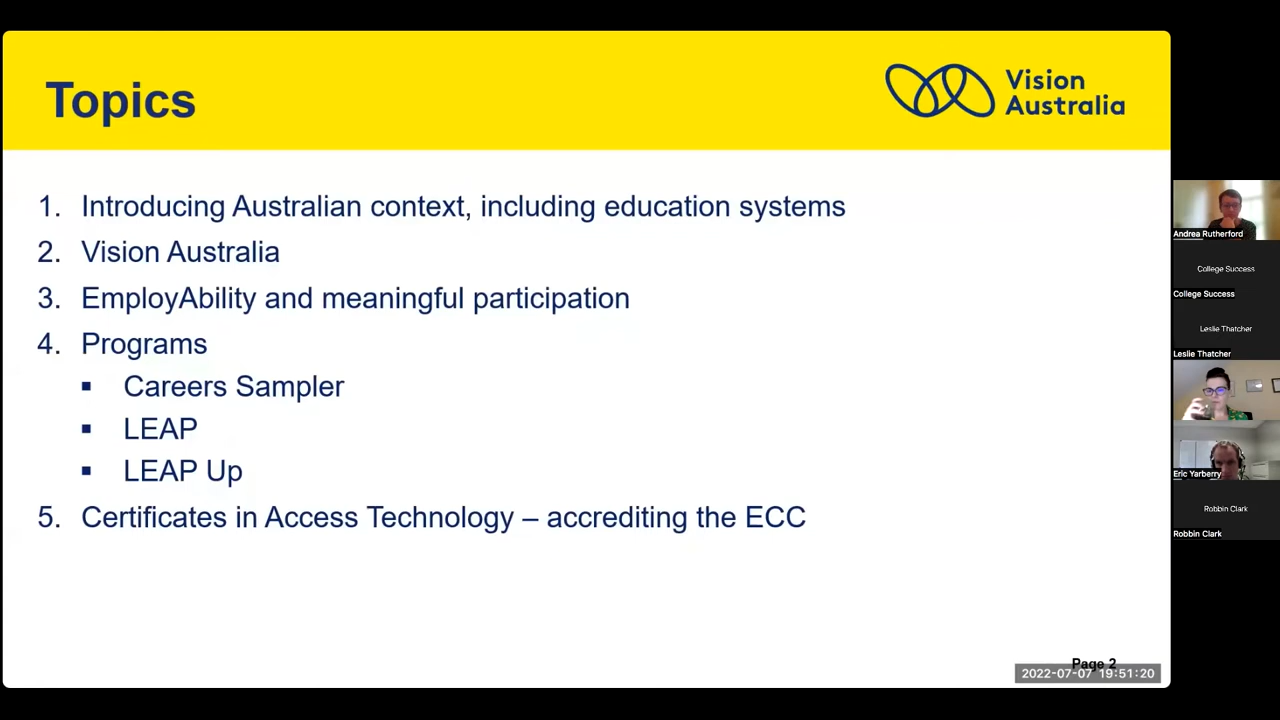 Topics
Vision
Australia
1. Introducing Australian context, including education systems
2. Vision Australia
3. EmployAbility and meaningful participation
4. Programs
▪ Careers Sampler
▪ LEAP
▪ LEAP Up
5. Certificates in Access Technology – accrediting the ECC
Page 2
2022-07-07 19:51:20
Andrea Rutherford
College Success
College Success
Leslie Thatcher
Leslie Thatcher
Eric Yarberry
Robbin Clark
Robbin Clark